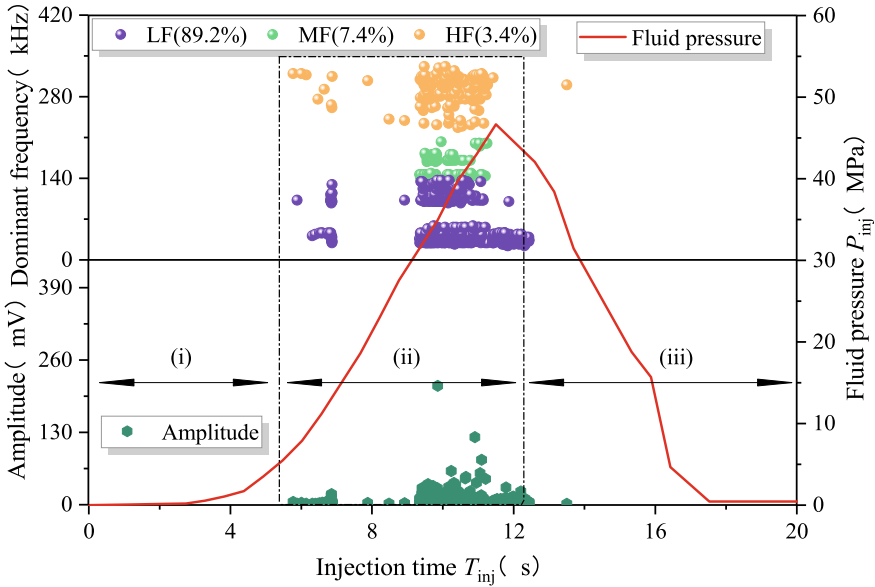 LF(89.2%) MF(7.4%) HF(3.4%)
Fluid pressure
Dominant frequency( kHz)
420
280
140
0
Amplitude( mV)
390
260
130
0
(i) (ii) (iii)
Amplitude
Fluid pressure Pinj( MPa)
60
50
40
30
20
10
0
0 4 8 12 16 20
Injection time Tinj( s)